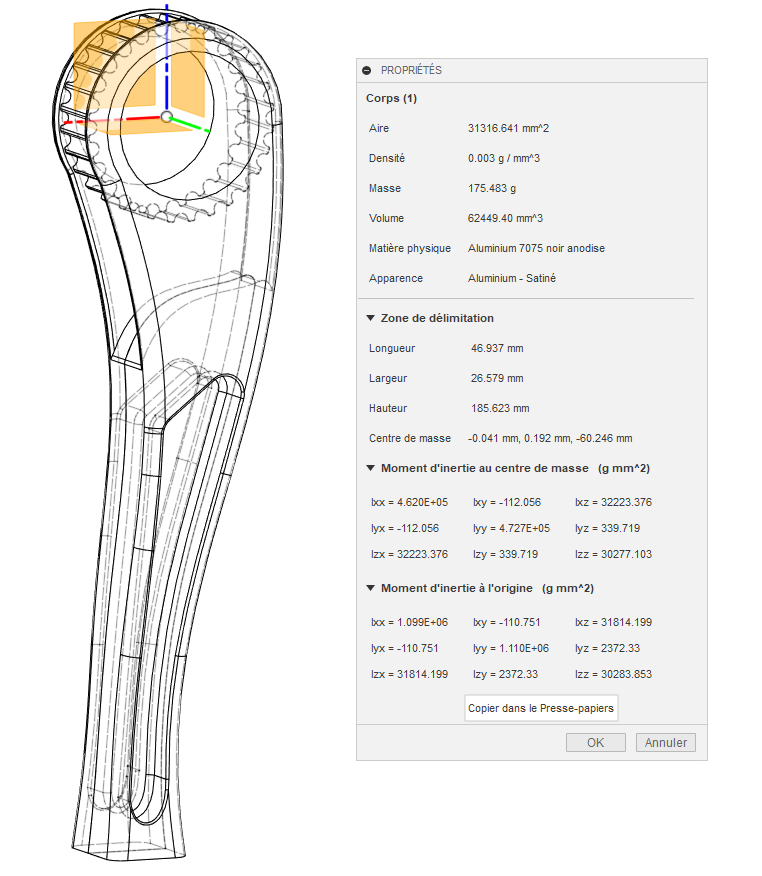 PROPRIÉTÉS
Corps (1)
Aire 31316.641 mm^2
Densité 0.003 g / mm^3
Masse 175.483 g
Volume 62449.40 mm^3
Matière physique Aluminium 7075 noir anodise
Apparence Aluminium - Satiné
Zone de délimitation
Longueur 46.937 mm
Largeur 26.579 mm
Hauteur 185.623 mm
Centre de masse -0.041 mm, 0.192 mm, -60.246 mm
Moment d'inertie au centre de masse (g mm^2)
Ixx = 4.620E+05 Ixy = -112.056 Ixz = 32223.376
Iyx = -112.056 Iyy = 4.727E+05 Iyz = 339.719
Izx = 32223.376 Izy = 339.719 Izz = 30277.103
Moment d'inertie à l'origine (g mm^2)
Ixx = 1.099E+06 Ixy = -110.751 Ixz = 31814.199
Iyx = -110.751 Iyy = 1.110E+06 Iyz = 2372.33
Izx = 31814.199 Izy = 2372.33 Izz = 30283.853
Copier dans le Presse-papiers
OK Annuler